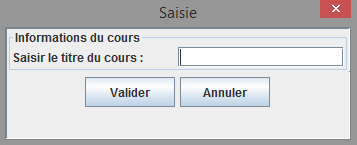 Saisie
Informations du cours
Saisir le titre du cours :
Valider Annuler